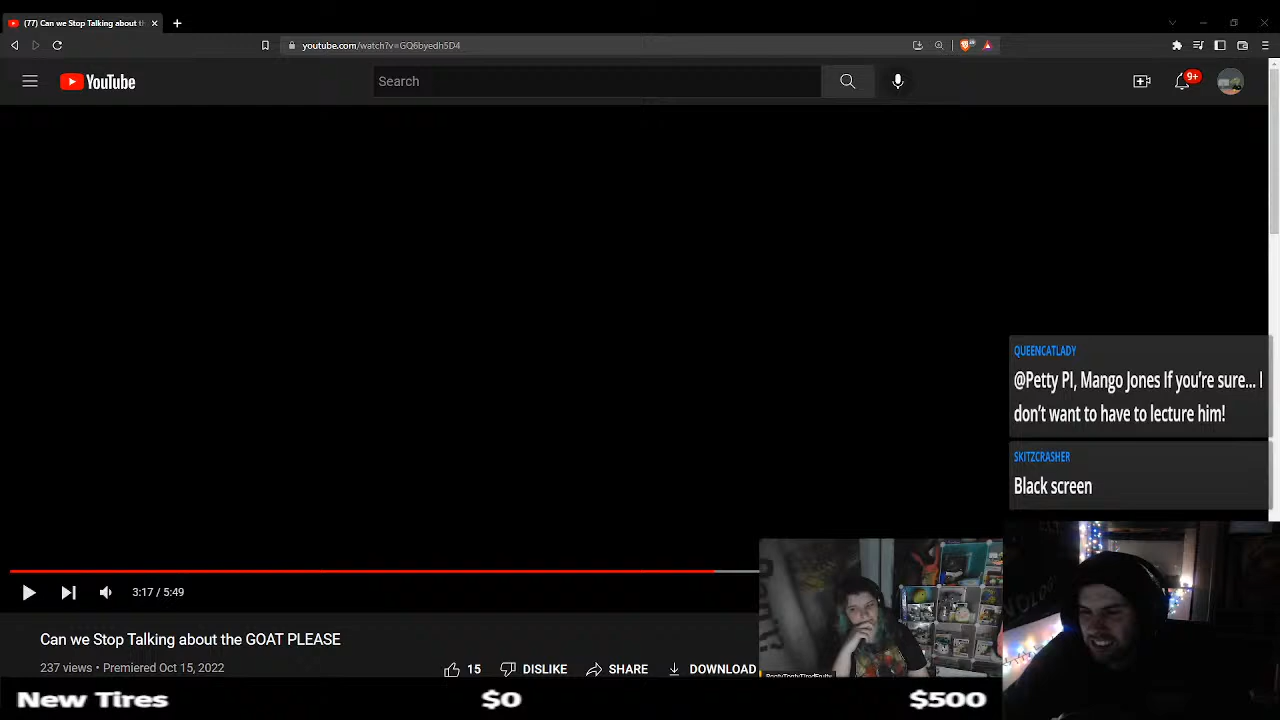 (77) Can we Stop Talking about th
youtube.com/watch?v=GQ6byedh5D4
YouTube
Search
9+
QUEENCATLADY
@Petty PI, Mango Jones If you're sure... I
don't want to have to lecture him!
SKITZCRASHER
Black screen
3:17 / 5:49
Can we Stop Talking about the GOAT PLEASE
237 views • Premiered Oct 15, 2022
15
DISLIKE
SHARE
DOWNLOAD
New Tires
$0
$500